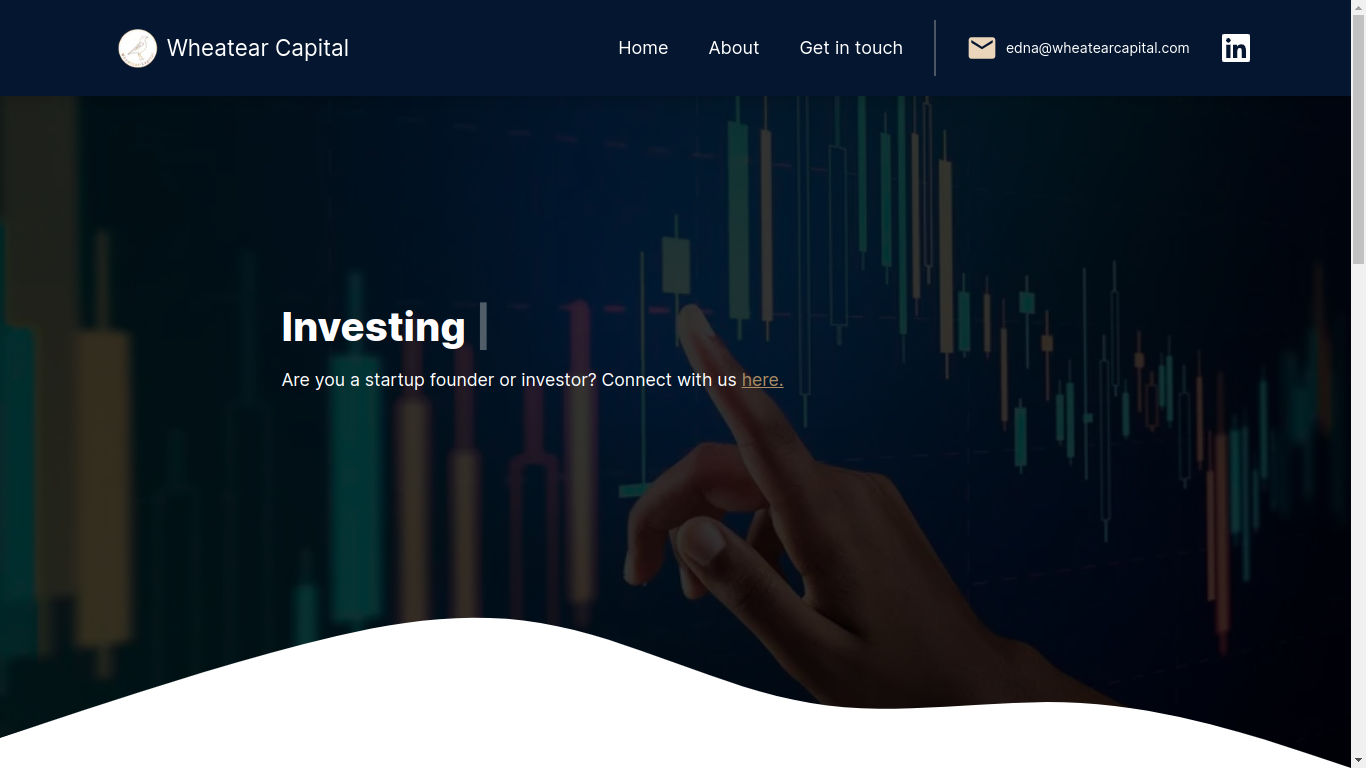 Wheatear Capital
Home
About
Get in touch
edna@wheatearcapital.com
Investing
Are you a startup founder or investor? Connect with us here.